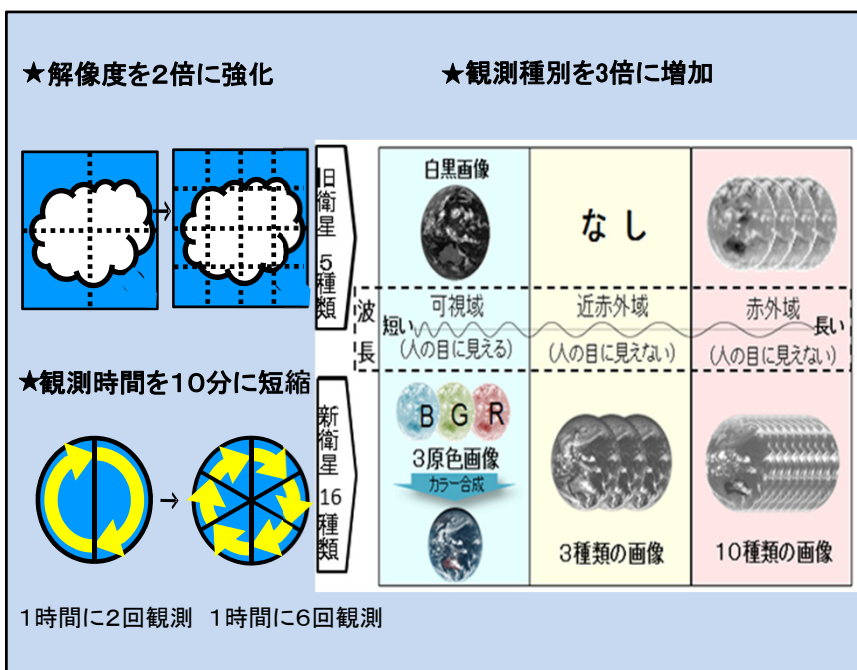 ★解像度を2倍に強化
★観測種別を3倍に増加
旧衛星 5種類
白黒画像
なし
波長
短い
可視域
(人の目に見える)
近赤外域
(人の目に見えない)
赤外域
(人の目に見えない)
長い
★観測時間を10分に短縮
1時間に2回観測
1時間に6回観測
新衛星 16種類
B G R
3原色画像
カラー合成
3種類の画像
10種類の画像